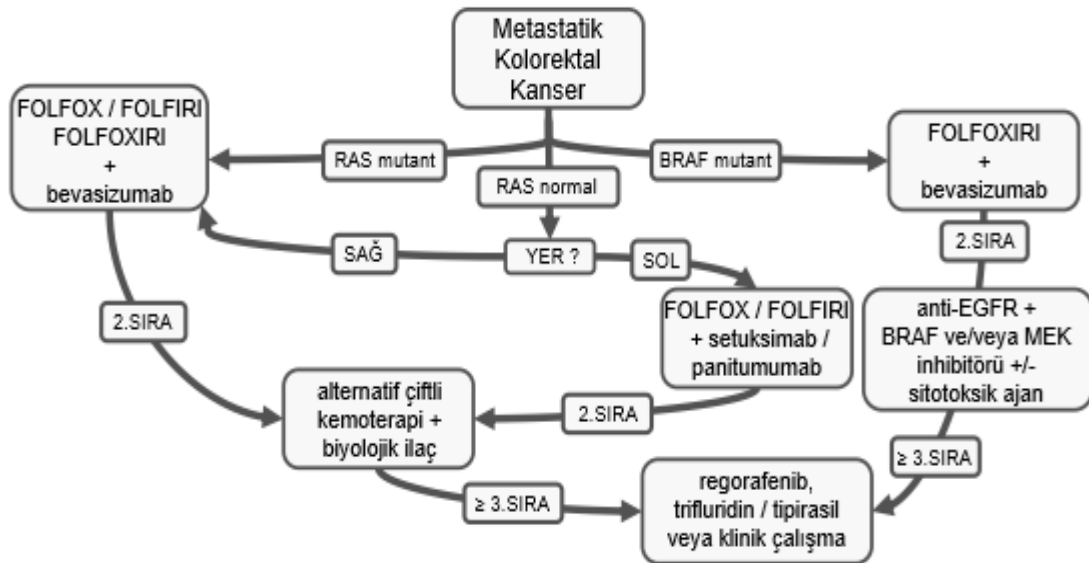 Metastatik
Kolorektal
Kanser
FOLFOX / FOLFIRI
FOLFOXIRI
+
bevasizumab
RAS mutant
RAS normal
BRAF mutant
FOLFOXIRI
+
bevasizumab
SAĞ
YER ?
SOL
2.SIRA
FOLFOX / FOLFIRI
+ setuksimab /
panitumumab
anti-EGFR +
BRAF ve/veya MEK
inhibitörü +/-
sitotoksik ajan
2.SIRA
alternatif çiftli
kemoterapi +
biyolojik ilaç
2.SIRA
≥ 3.SIRA
≥ 3.SIRA
regorafenib,
trifluridin / tipirasil
veya klinik çalışma